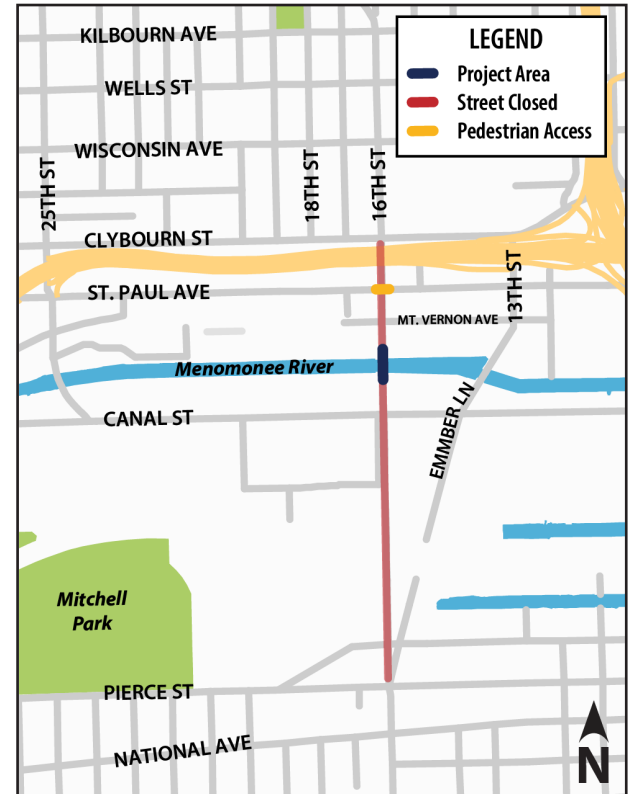 KILBOURN AVE
LEGEND
Project Area
Street Closed
Pedestrian Access
WELLS ST
WISCONSIN AVE
25TH ST
18TH ST
16TH ST
CLYBOURN ST
13TH ST
ST. PAUL AVE
MT. VERNON AVE
Menomonee River
EMMBER LN
CANAL ST
Mitchell
Park
PIERCE ST
NATIONAL AVE
N